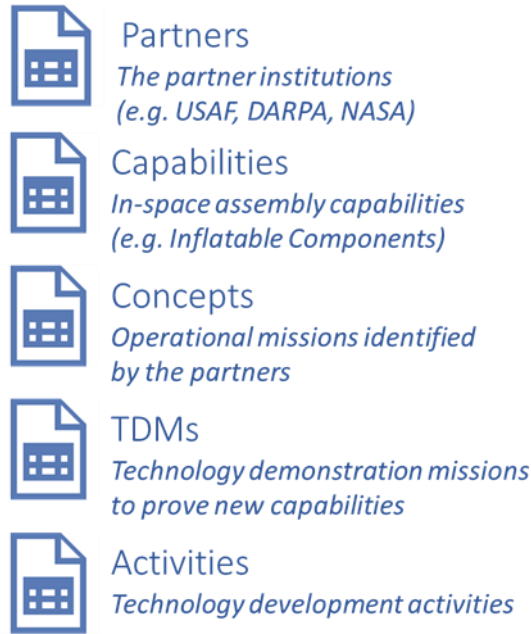 Partners
The partner institutions
(e.g. USAF, DARPA, NASA)
Capabilities
In-space assembly capabilities
(e.g. Inflatable Components)
Concepts
Operational missions identified
by the partners
TDMs
Technology demonstration missions
to prove new capabilities
Activities
Technology development activities